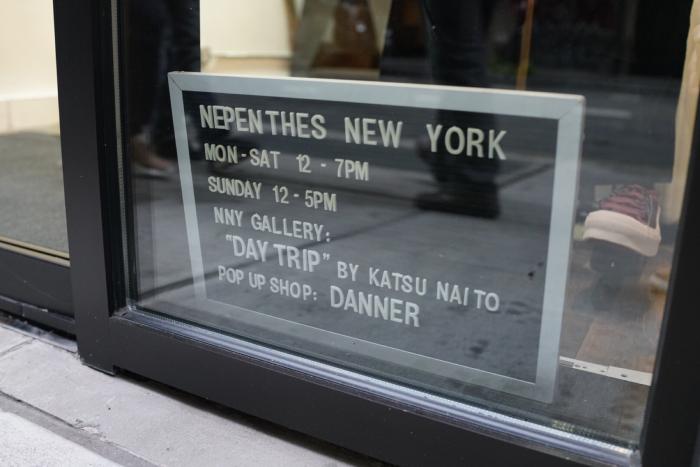 NEPENTHES NEW YORK
MON-SAT 12 - 7PM
SUNDAY 12-5PM
NNY GALLERY:
"DAY TRIP" BY KATSU NAITO
POP UP SHOP: DANNER